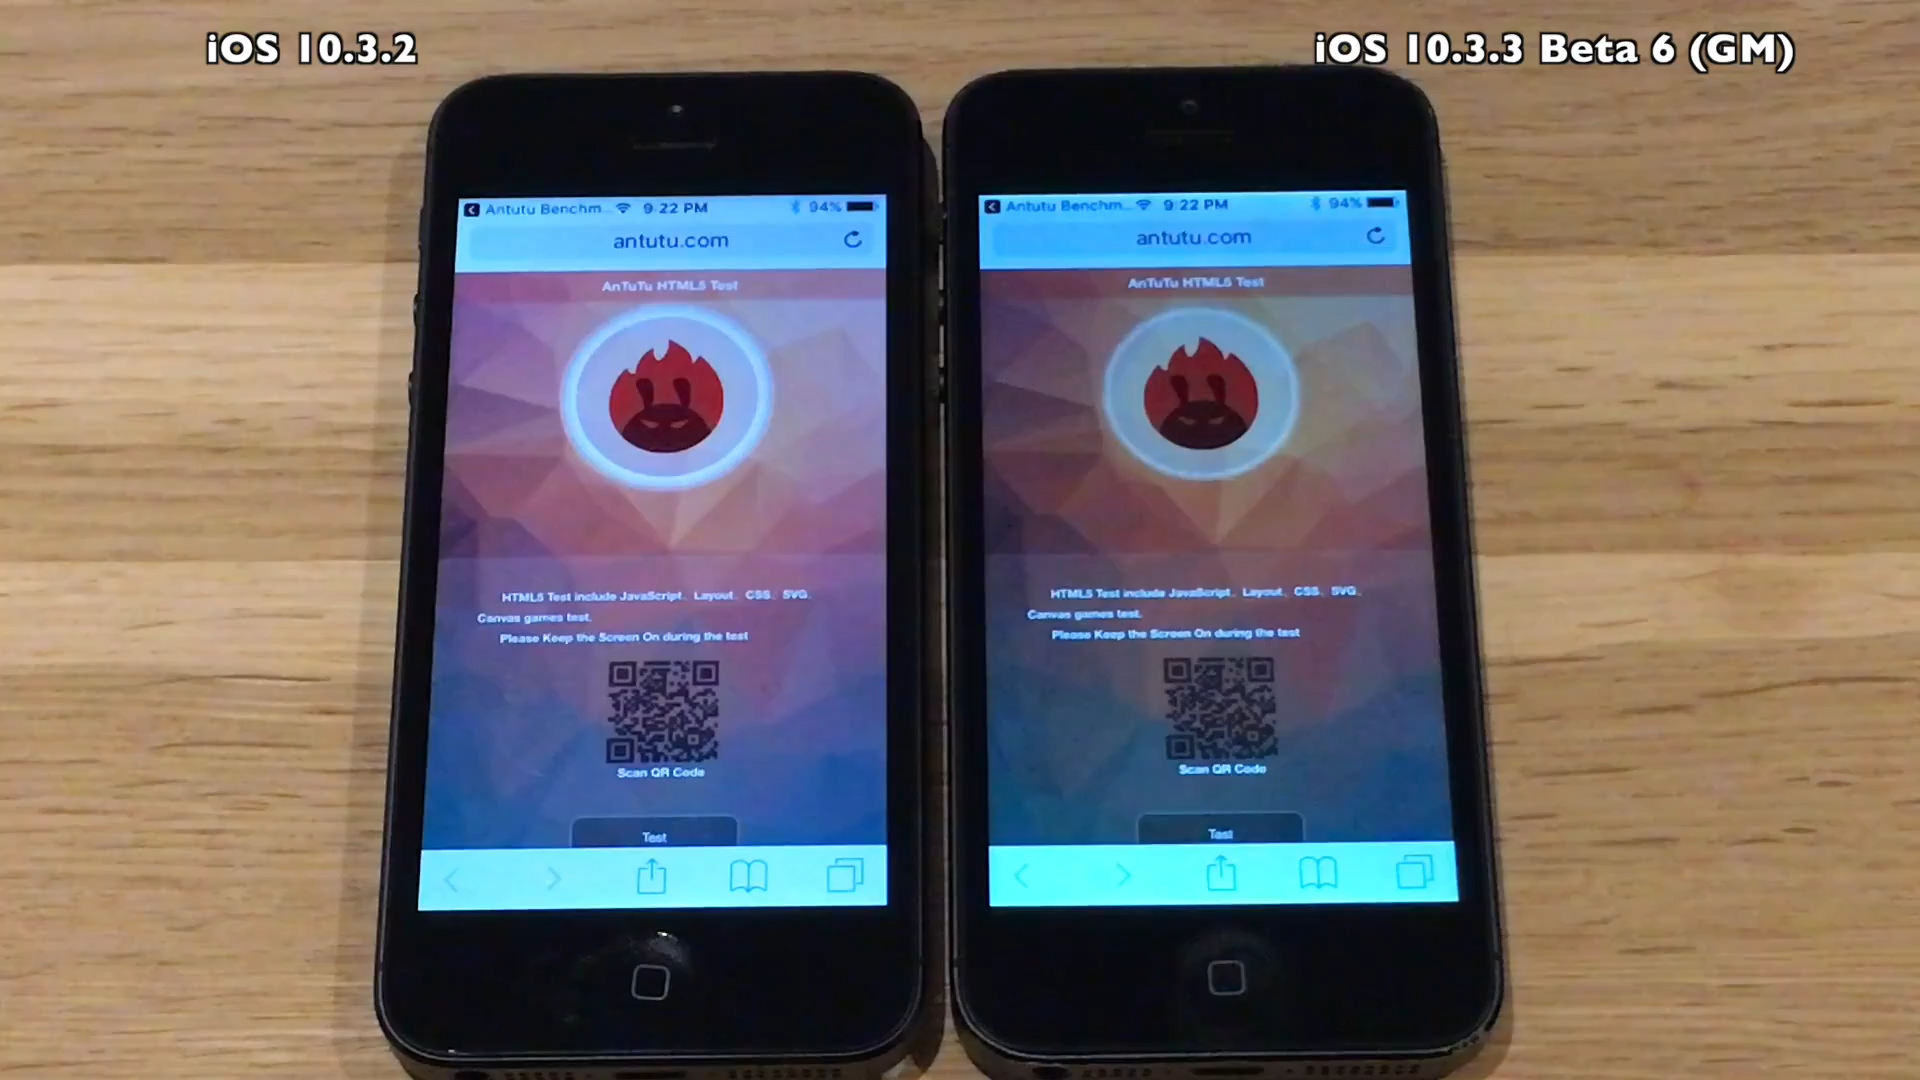 iOS 10.3.2
iOS 10.3.3 Beta 6 (GM)
Antutu Benchm... 9:22 PM 94%
antutu.com
AnTuTu HTML5 Test
HTML5 Test include JavaScript、Layout、CSS、SVG、
Canvas games test.
Please Keep the Screen On during the test
Scan QR Code
Test
Antutu Benchm... 9:22 PM 94%
antutu.com
AnTuTu HTML5 Test
HTML5 Test include JavaScript、Layout、CSS、SVG、
Canvas games test.
Please Keep the Screen On during the test
Scan QR Code
Test